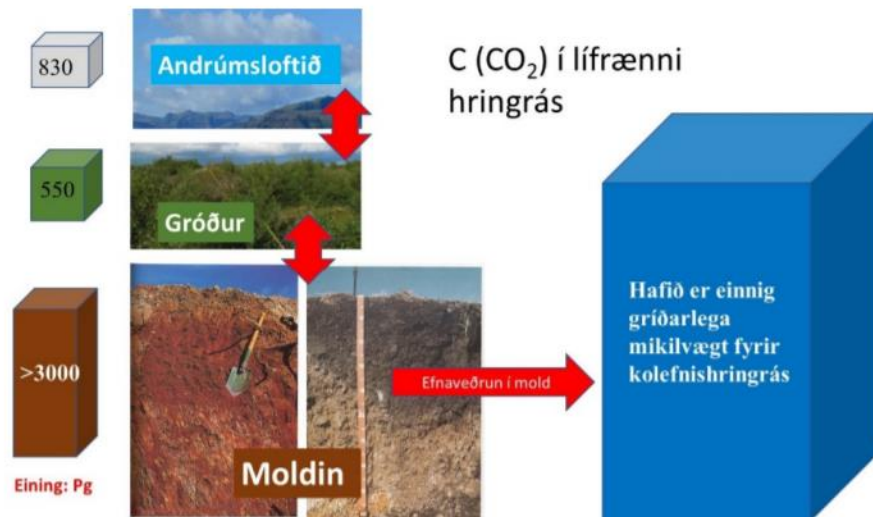 830
Andrúmsloftið
C (CO₂) í lífrænni
hringrás
550
Gróður
Hafið er einnig
gríðarlega
mikilvægt fyrir
kolefnishringrás
>3000
Efnaveðrun í mold
Moldin
Eining: Pg